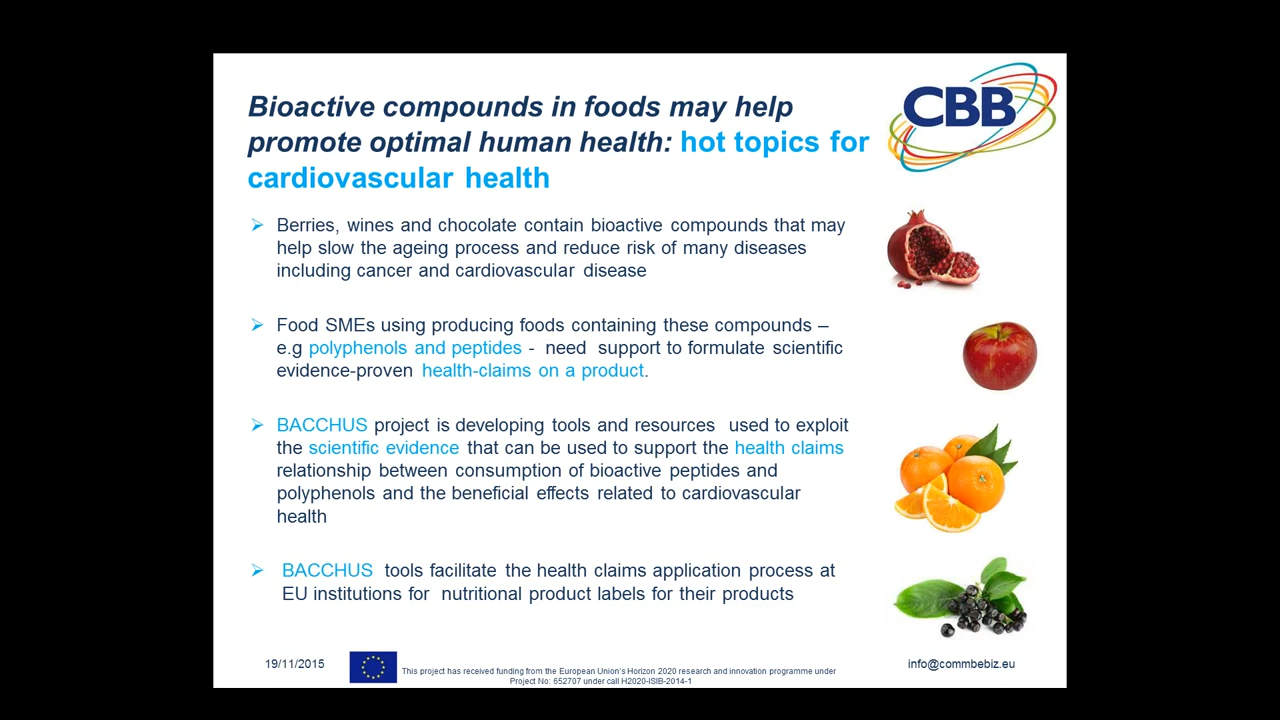 Bioactive compounds in foods may help
promote optimal human health: hot topics for
cardiovascular health
CBB
Berries, wines and chocolate contain bioactive compounds that may
help slow the ageing process and reduce risk of many diseases
including cancer and cardiovascular disease
Food SMEs using producing foods containing these compounds –
e.g polyphenols and peptides - need support to formulate scientific
evidence-proven health-claims on a product.
BACCHUS project is developing tools and resources used to exploit
the scientific evidence that can be used to support the health claims
relationship between consumption of bioactive peptides and
polyphenols and the beneficial effects related to cardiovascular
health
BACCHUS tools facilitate the health claims application process at
EU institutions for nutritional product labels for their products
19/11/2015
This project has received funding from the European Union's Horizon 2020 research and innovation programme under
Project No: 652707 under call H2020-ISIB-2014-1
info@commbebiz.eu